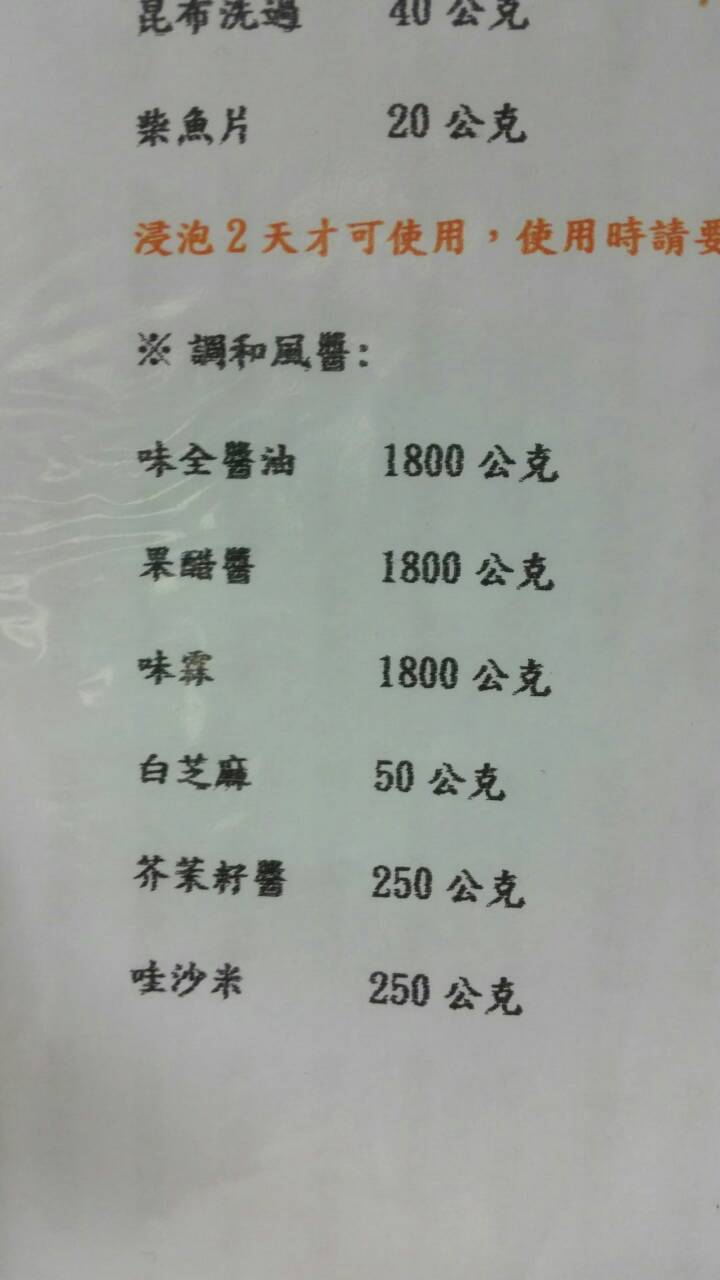 昆布洗過 40 公克
柴魚片 20 公克
浸泡 2 天才可使用，使用時請要
※ 調和風醬:
味全醬油 1800 公克
果醋醬 1800 公克
味霖 1800 公克
白芝麻 50 公克
芥茉籽醬 250 公克
哇沙米 250 公克